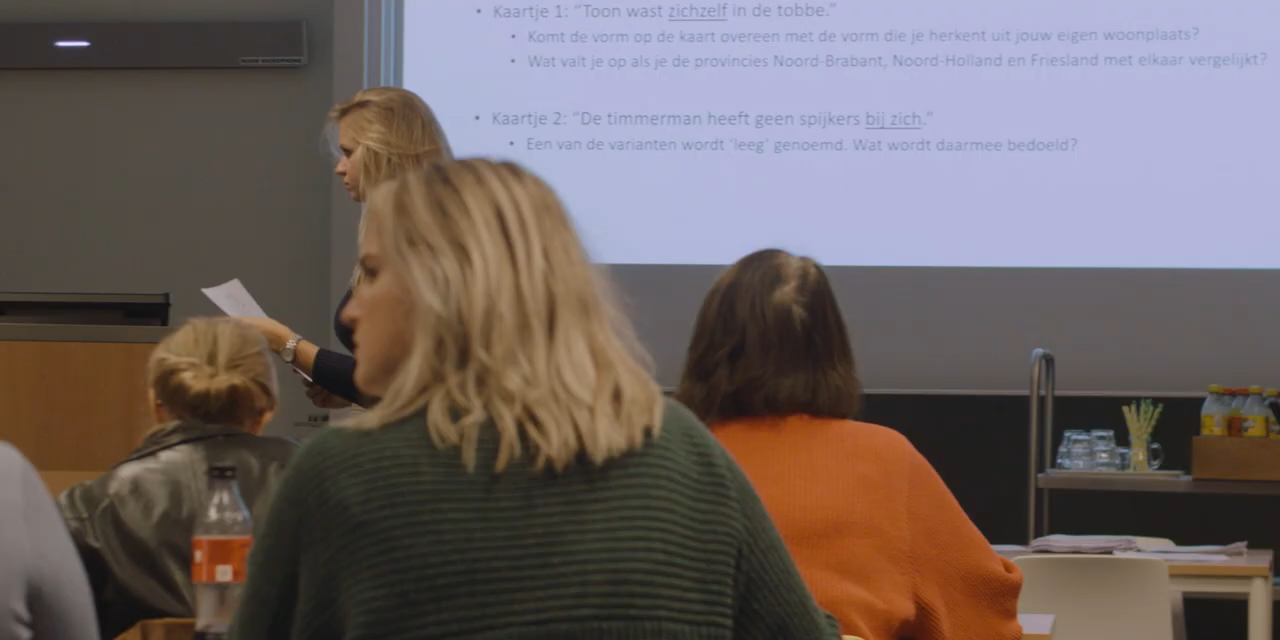 • Kaartje 1: “Toon wast zichzelf in de tobbe.”
• Komt de vorm op de kaart overeen met de vorm die je herkent uit jouw eigen woonplaats?
• Wat valt je op als je de provincies Noord-Brabant, Noord-Holland en Friesland met elkaar vergelijkt?
• Kaartje 2: “De timmerman heeft geen spijkers bij zich.”
• Een van de varianten wordt ‘leeg’ genoemd. Wat wordt daarmee bedoeld?